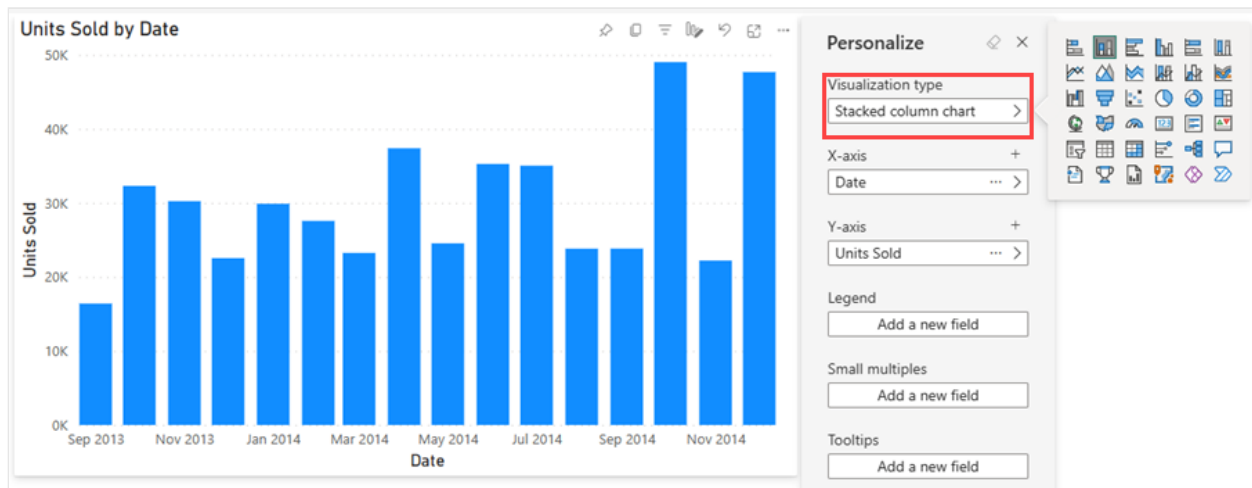 Units Sold by Date
50K
40K
30K
20K
10K
0K
Units Sold
Sep 2013
Nov 2013
Jan 2014
Mar 2014
May 2014
Jul 2014
Sep 2014
Nov 2014
Date
Personalize
Visualization type
Stacked column chart
X-axis
Date
Y-axis
Units Sold
Legend
Add a new field
Small multiples
Add a new field
Tooltips
Add a new field
123